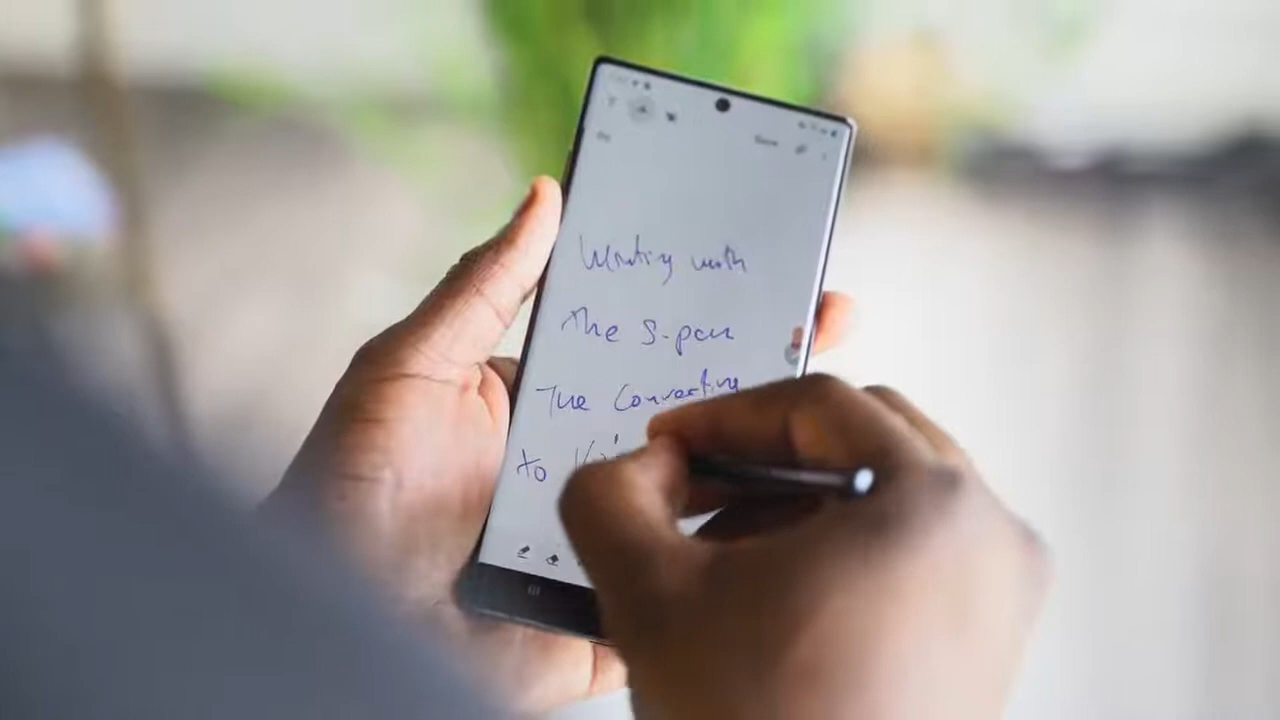 Writing with
The S-pen
The Converting
to